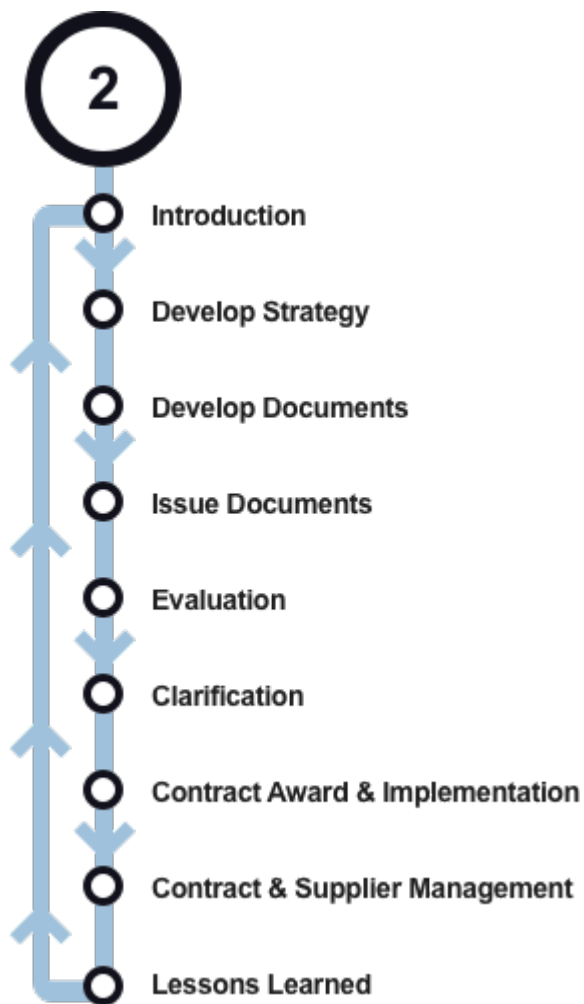 2
Introduction
Develop Strategy
Develop Documents
Issue Documents
Evaluation
Clarification
Contract Award & Implementation
Contract & Supplier Management
Lessons Learned